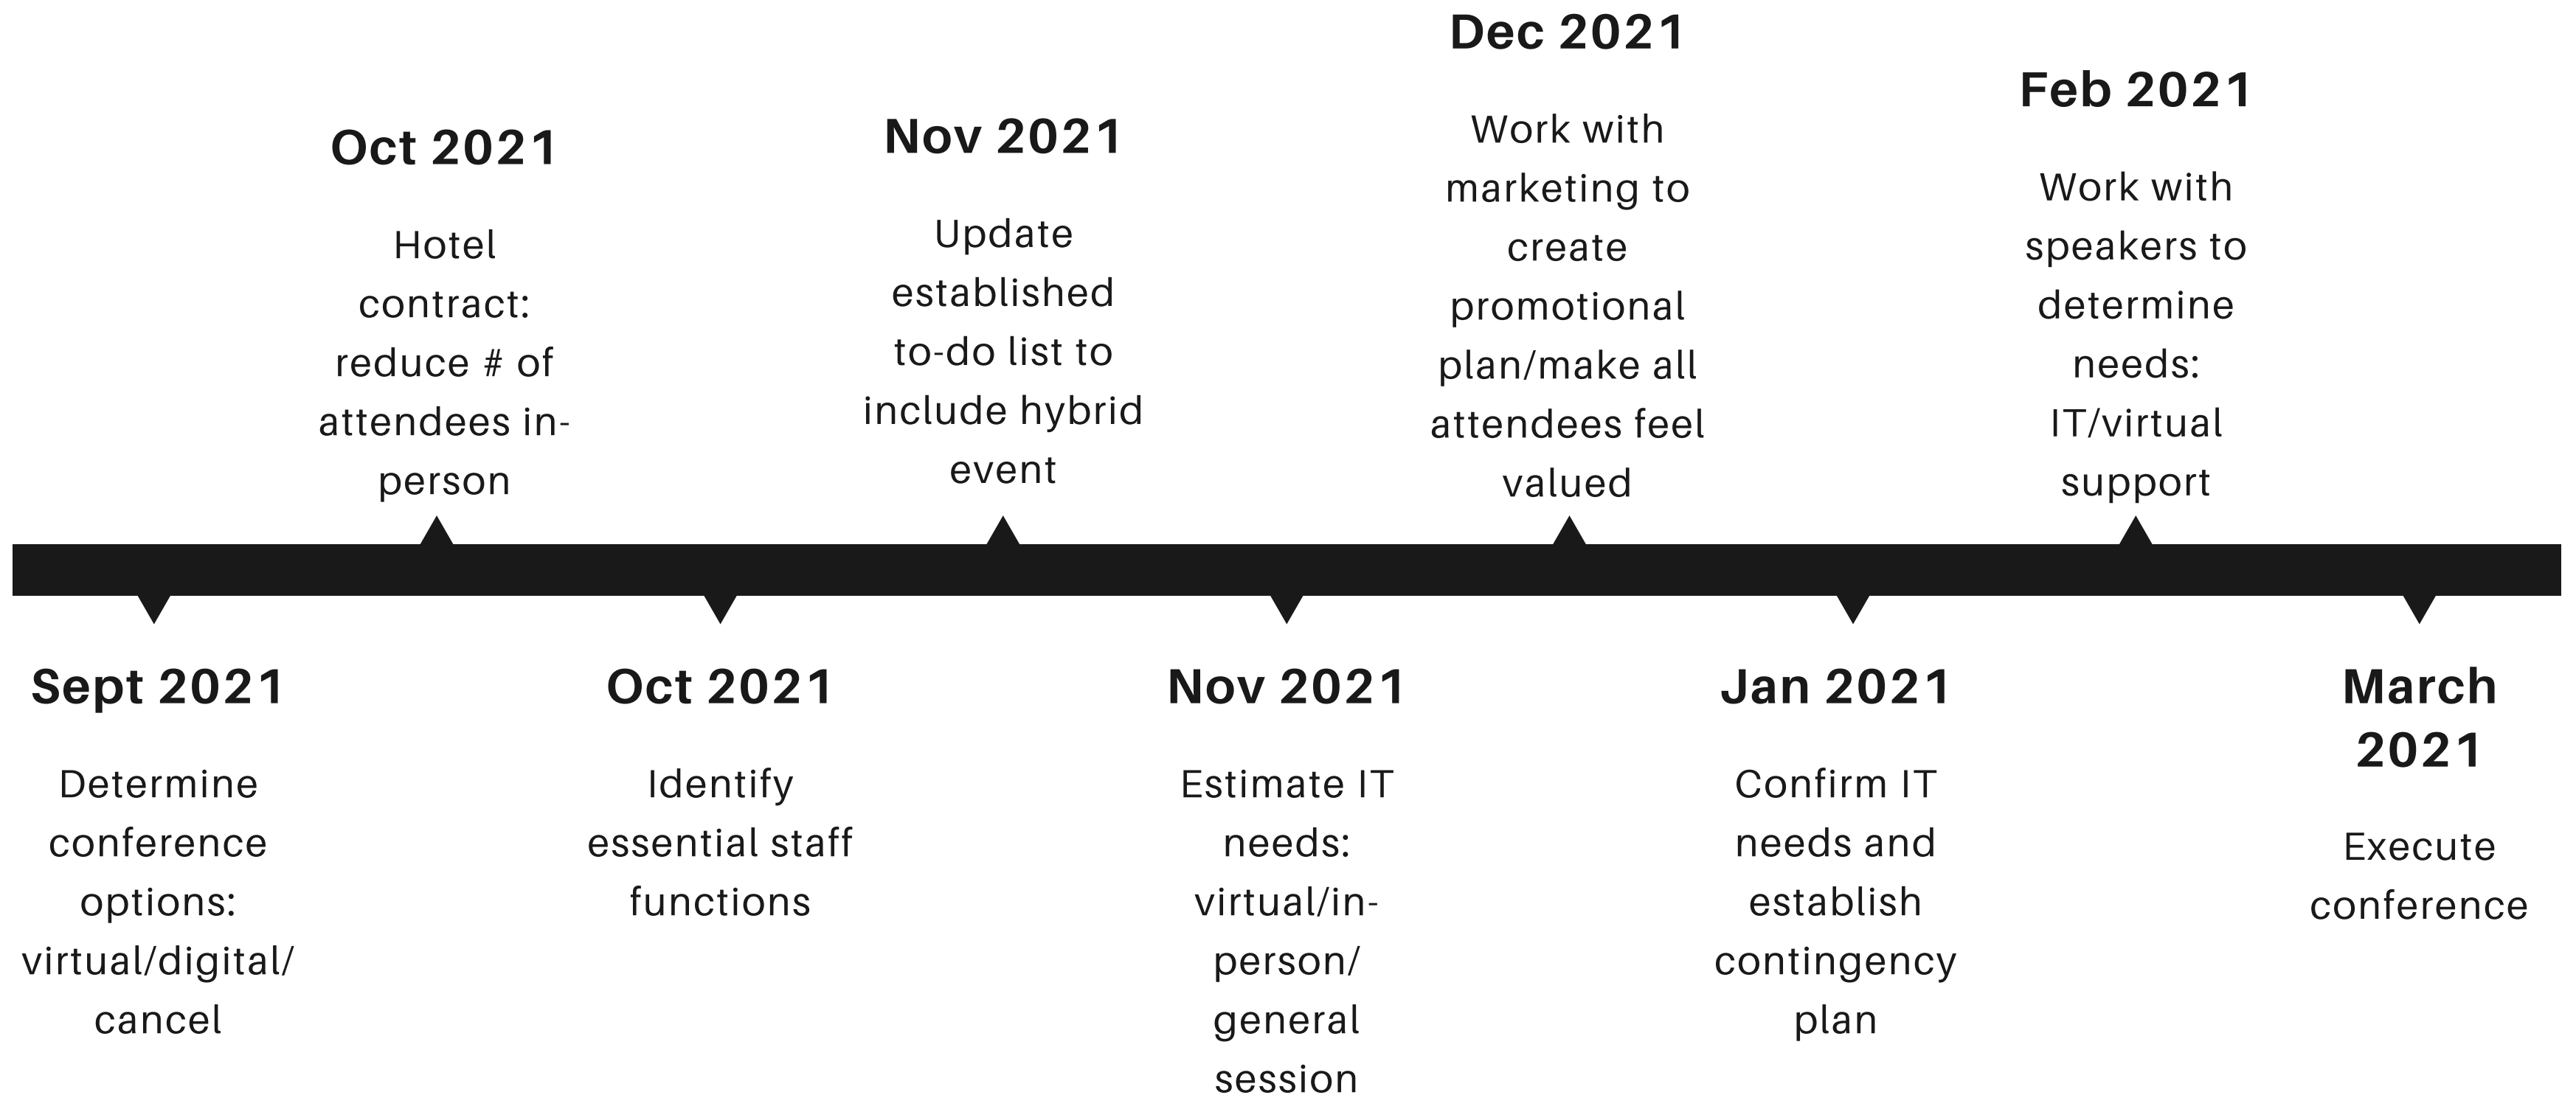 Sept 2021
Determine
conference
options:
virtual/digital/
cancel
Oct 2021
Hotel
contract:
reduce # of
attendees in-
person
Oct 2021
Identify
essential staff
functions
Nov 2021
Update
established
to-do list to
include hybrid
event
Nov 2021
Estimate IT
needs:
virtual/in-
person/
general
session
Dec 2021
Work with
marketing to
create
promotional
plan/make all
attendees feel
valued
Jan 2021
Confirm IT
needs and
establish
contingency
plan
Feb 2021
Work with
speakers to
determine
needs:
IT/virtual
support
March
2021
Execute
conference